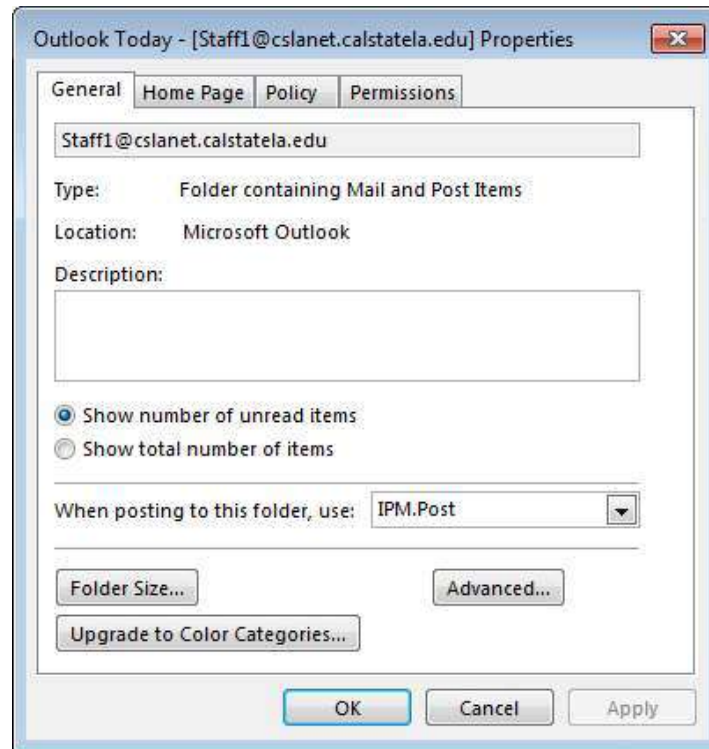 Outlook Today - [Staff1@cslanet.calstatela.edu] Properties
General Home Page Policy Permissions
Staff1@cslanet.calstatela.edu
Type: Folder containing Mail and Post Items
Location: Microsoft Outlook
Description:
Show number of unread items
Show total number of items
When posting to this folder, use: IPM.Post
Folder Size... Advanced...
Upgrade to Color Categories...
OK Cancel Apply